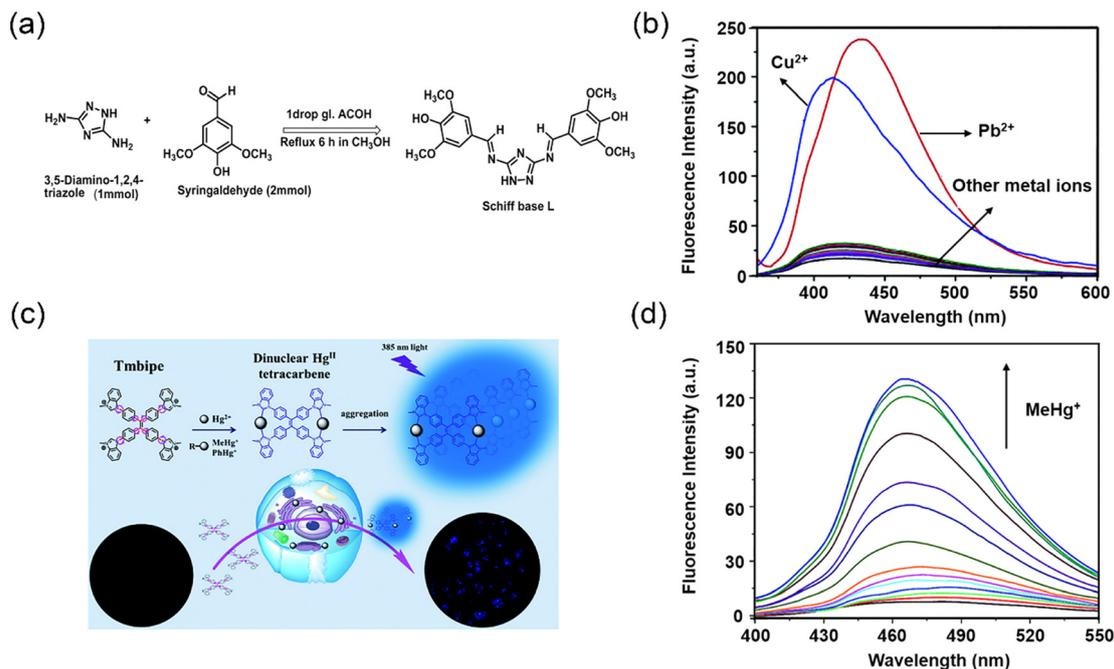 (a)
H₂N
N
NH
N
NH₂
+
O
H
H₃CO
OCH₃
OH
1drop gl. ACOH
Reflux 6 h in CH₃OH
OCH₃
HO
H₃CO
H
N
N
HN
N
H
N
OCH₃
OH
OCH₃
3,5-Diamino-1,2,4-
triazole (1mmol)
Syringaldehyde (2mmol)
Schiff base L
(b)
Fluorescence Intensity (a.u.)
250
200
150
100
50
0
Cu²⁺
Pb²⁺
Other metal ions
400
450
500
550
600
Wavelength (nm)
(c)
Tmbipe
Hg²⁺
R
MeHg⁺
PhHg⁺
Dinuclear Hgᴵᴵ
tetracarbene
aggregation
385 nm light
(d)
Fluorescence Intensity (a.u.)
150
120
90
60
30
0
MeHg⁺
400
430
460
490
520
550
Wavelength (nm)